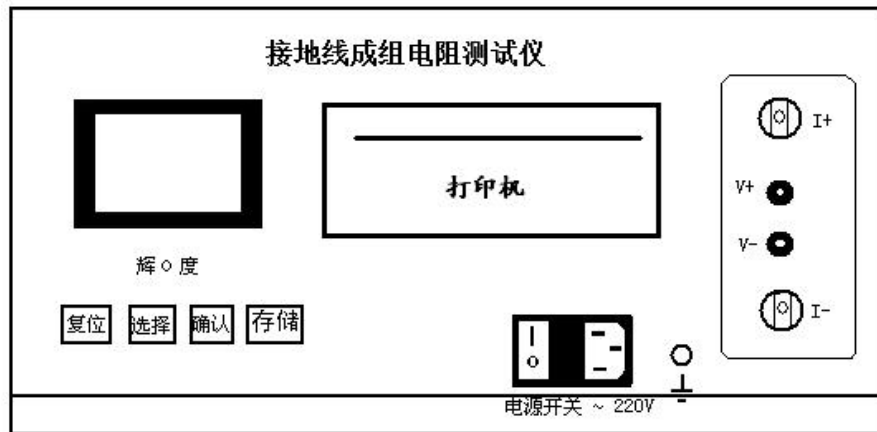 接地线成组电阻测试仪
I+
打印机
V+
V-
辉 度
I-
复位 选择 确认 存储
电源开关 ~ 220V